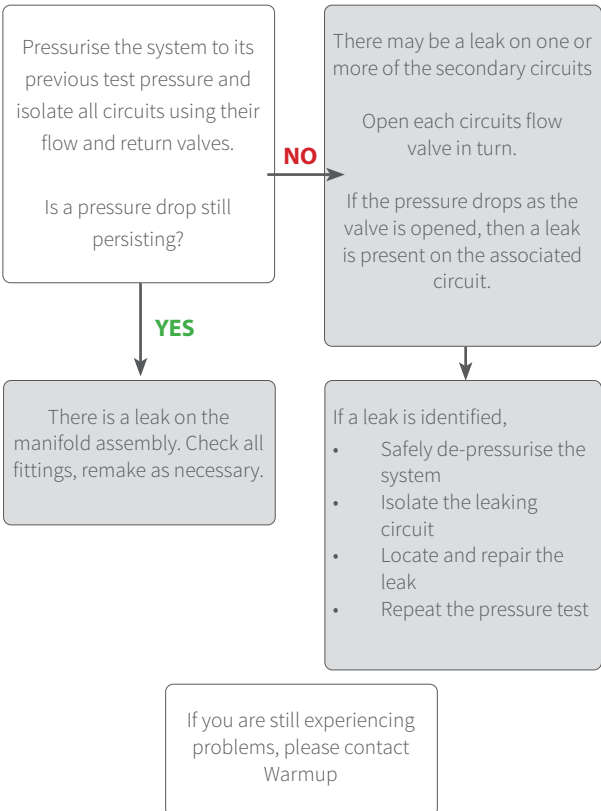 Pressurise the system to its
previous test pressure and
isolate all circuits using their
flow and return valves.
Is a pressure drop still
persisting?
NO
There may be a leak on one or
more of the secondary circuits
Open each circuits flow
valve in turn.
If the pressure drops as the
valve is opened, then a leak
is present on the associated
circuit.
YES
There is a leak on the
manifold assembly. Check all
fittings, remake as necessary.
If a leak is identified,
• Safely de-pressurise the
system
• Isolate the leaking
circuit
• Locate and repair the
leak
• Repeat the pressure test
If you are still experiencing
problems, please contact
Warmup